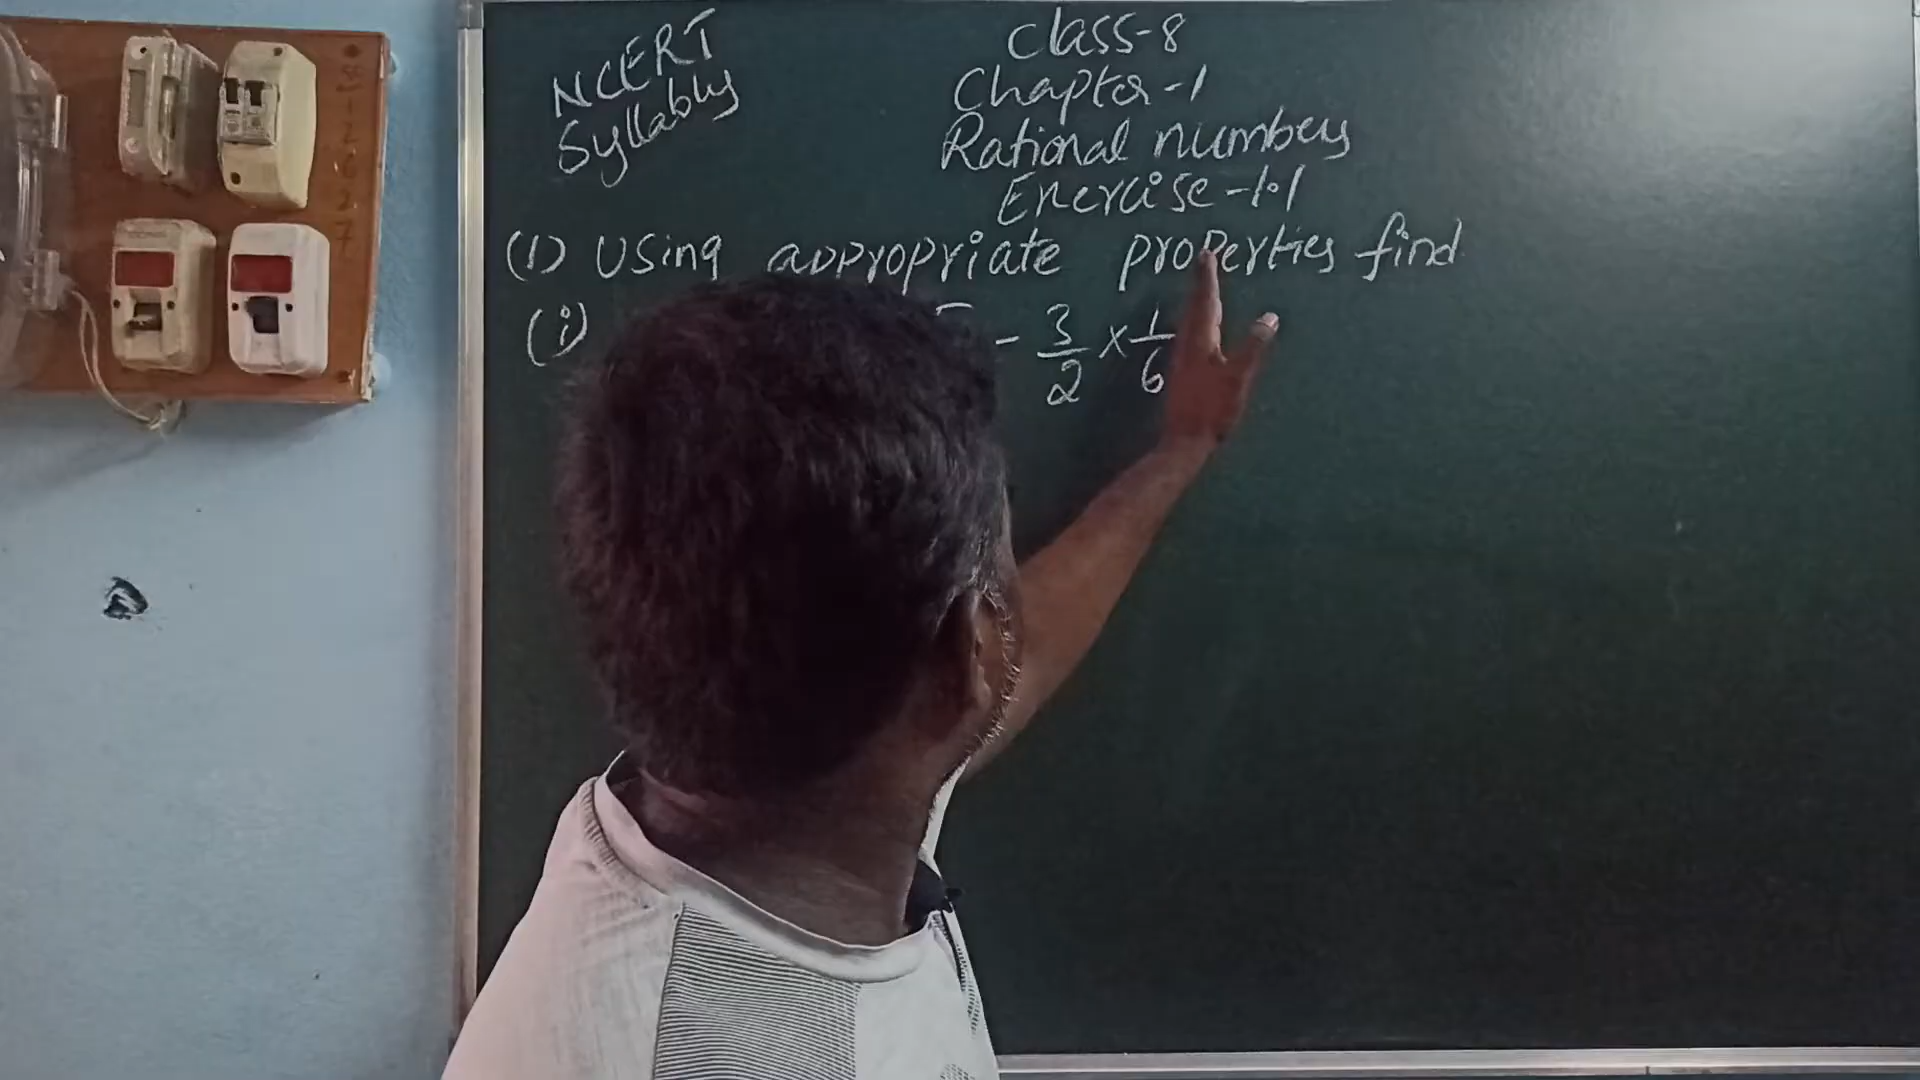 NCERT
Syllabus
Class-8
Chapter-1
Rational numbers
Exercise-1.1
(1) Using appropriate properties find
(i) - 3/2 × 1/6